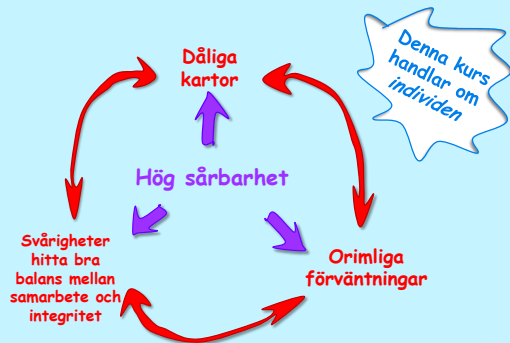 Dåliga
kartor
Denna kurs
handlar om
individen
Hög sårbarhet
Svårigheter
hitta bra
balans mellan
samarbete och
integritet
Orimliga
förväntningar